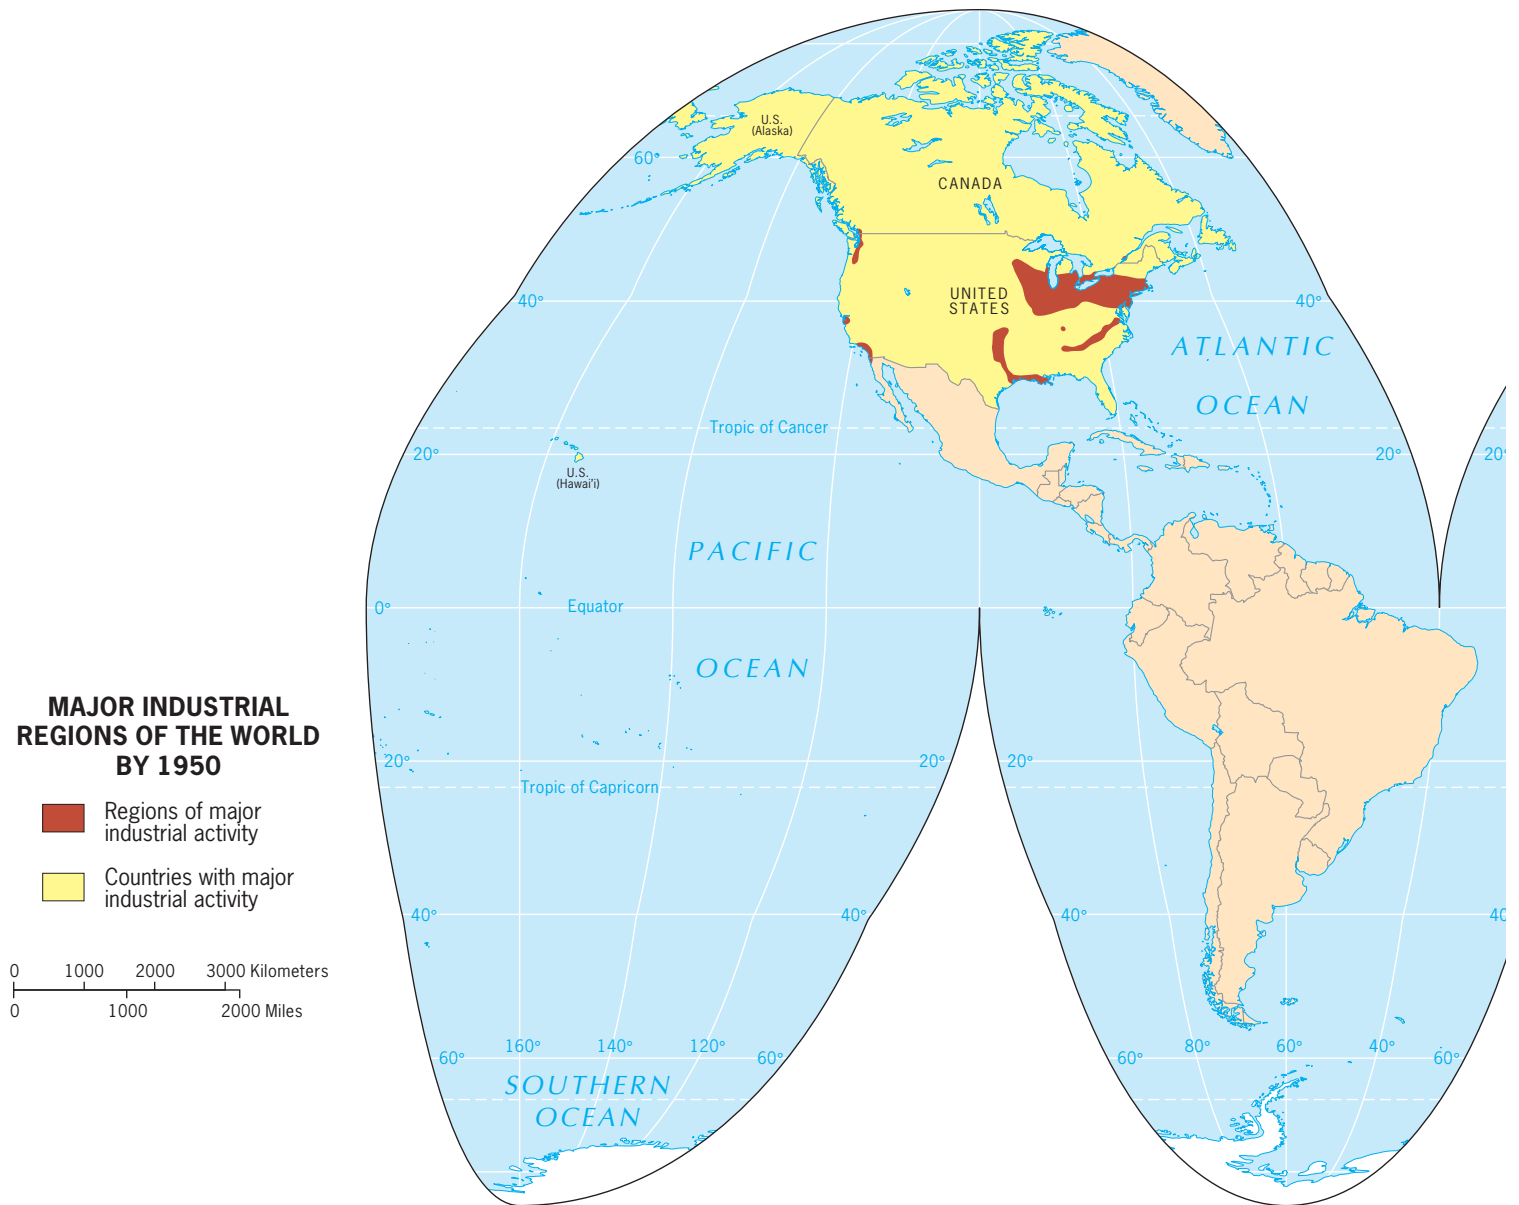 U.S.
(Alaska)
60°
CANADA
UNITED
STATES
40°
40°
ATLANTIC
OCEAN
Tropic of Cancer
20°
20°
20°
U.S.
(Hawai'i)
PACIFIC
0°
Equator
OCEAN
MAJOR INDUSTRIAL
REGIONS OF THE WORLD
BY 1950
Regions of major
industrial activity
Countries with major
industrial activity
0 1000 2000 3000 Kilometers
0 1000 2000 Miles
20°
20°
20°
Tropic of Capricorn
40°
40°
40°
40
60°
160°
140°
120°
60°
60°
80°
60°
40°
60°
SOUTHERN
OCEAN